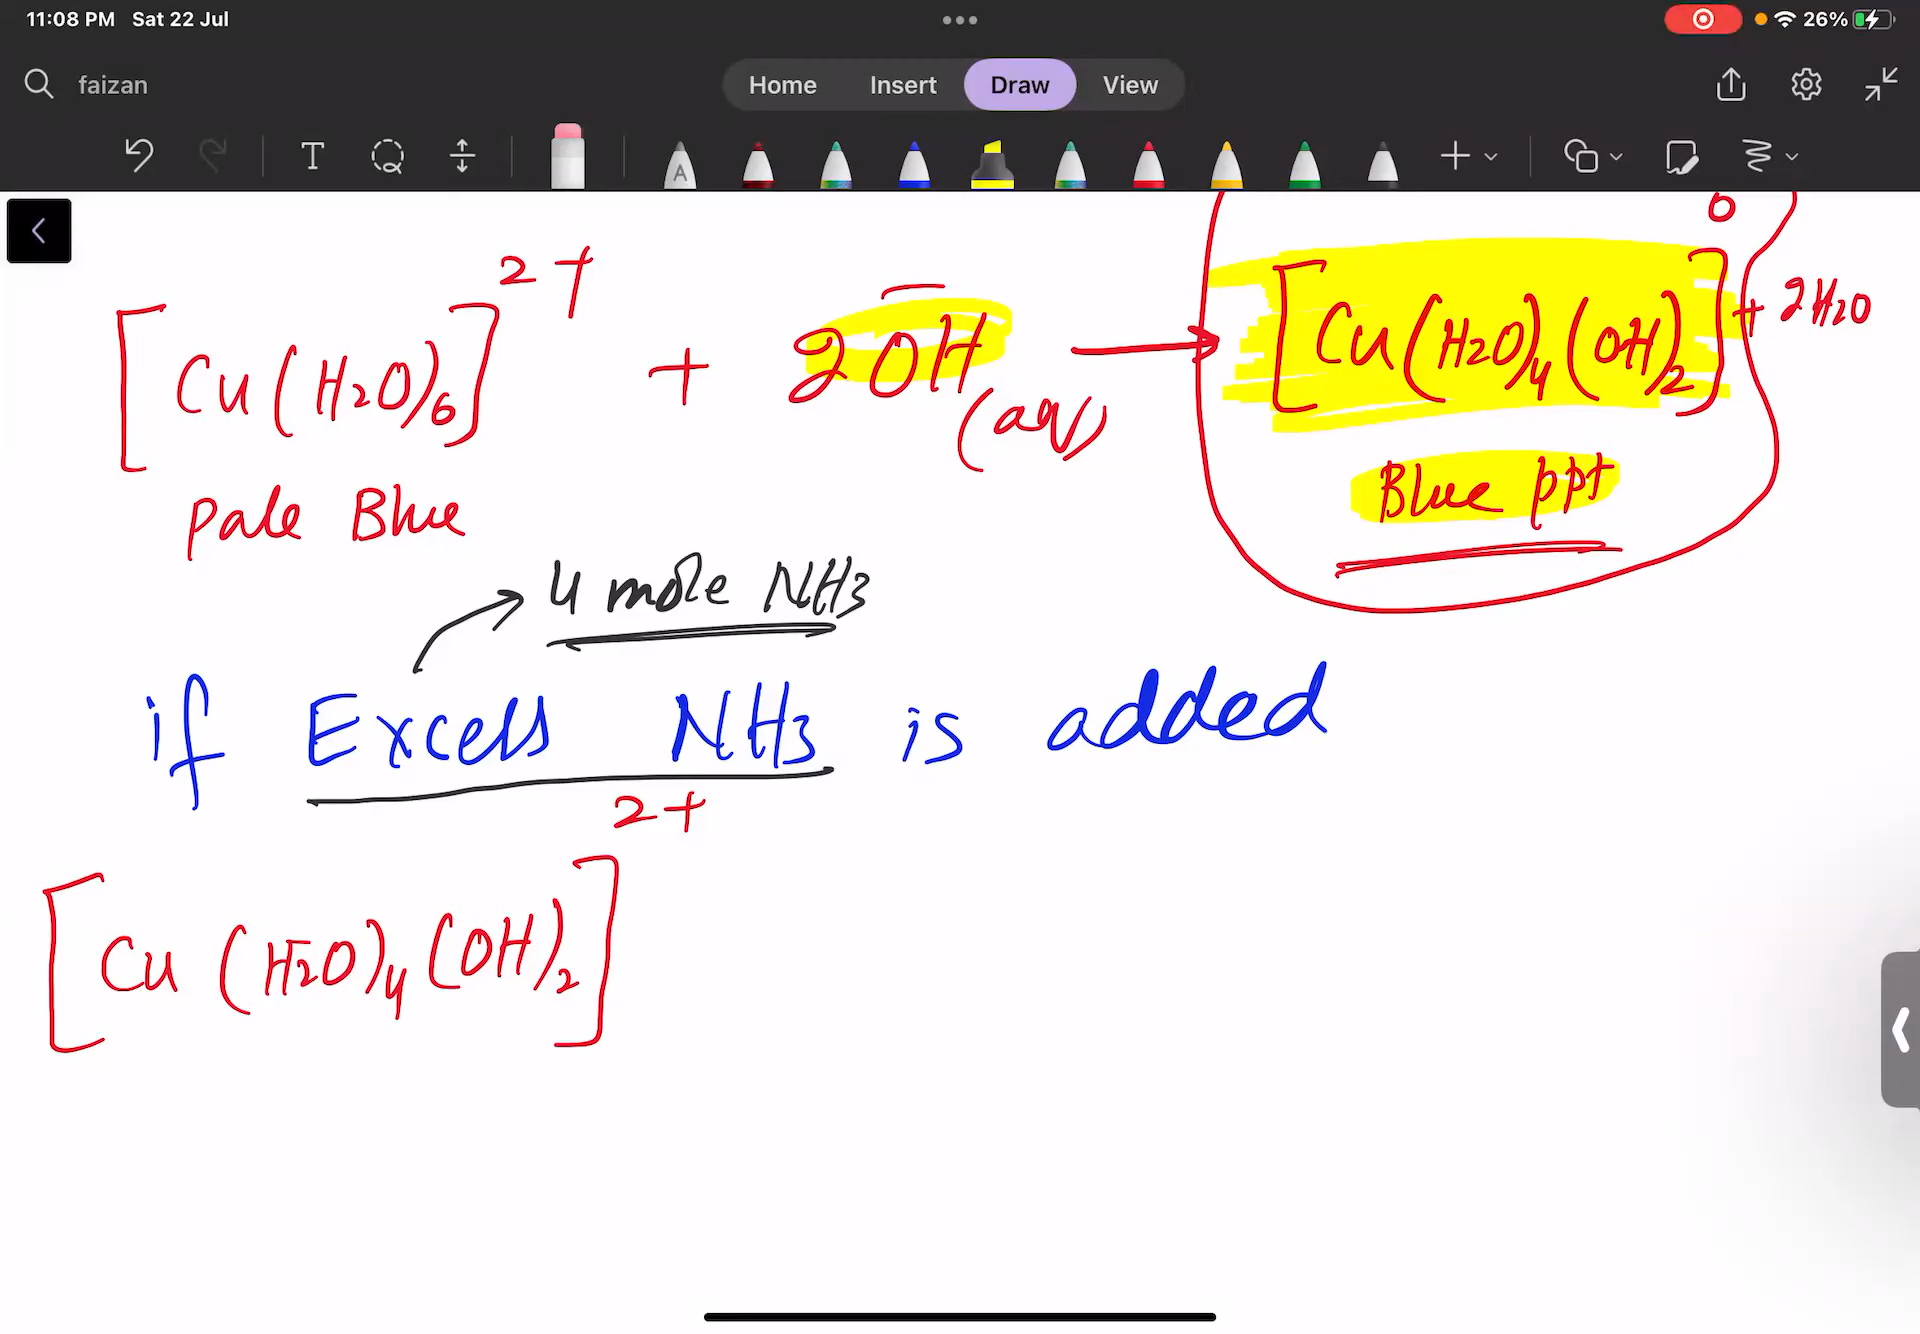 11:08 PM Sat 22 Jul
26%
faizan
Home Insert Draw View
T
A
0
[Cu(H2O)6]2+ + 2OH̅(aq) → [Cu(H2O)4(OH)2] + 2H2O
Pale Blue
Blue ppt
4 mole NH3
if Excess NH3 is added
[Cu(H2O)4(OH)2]2+